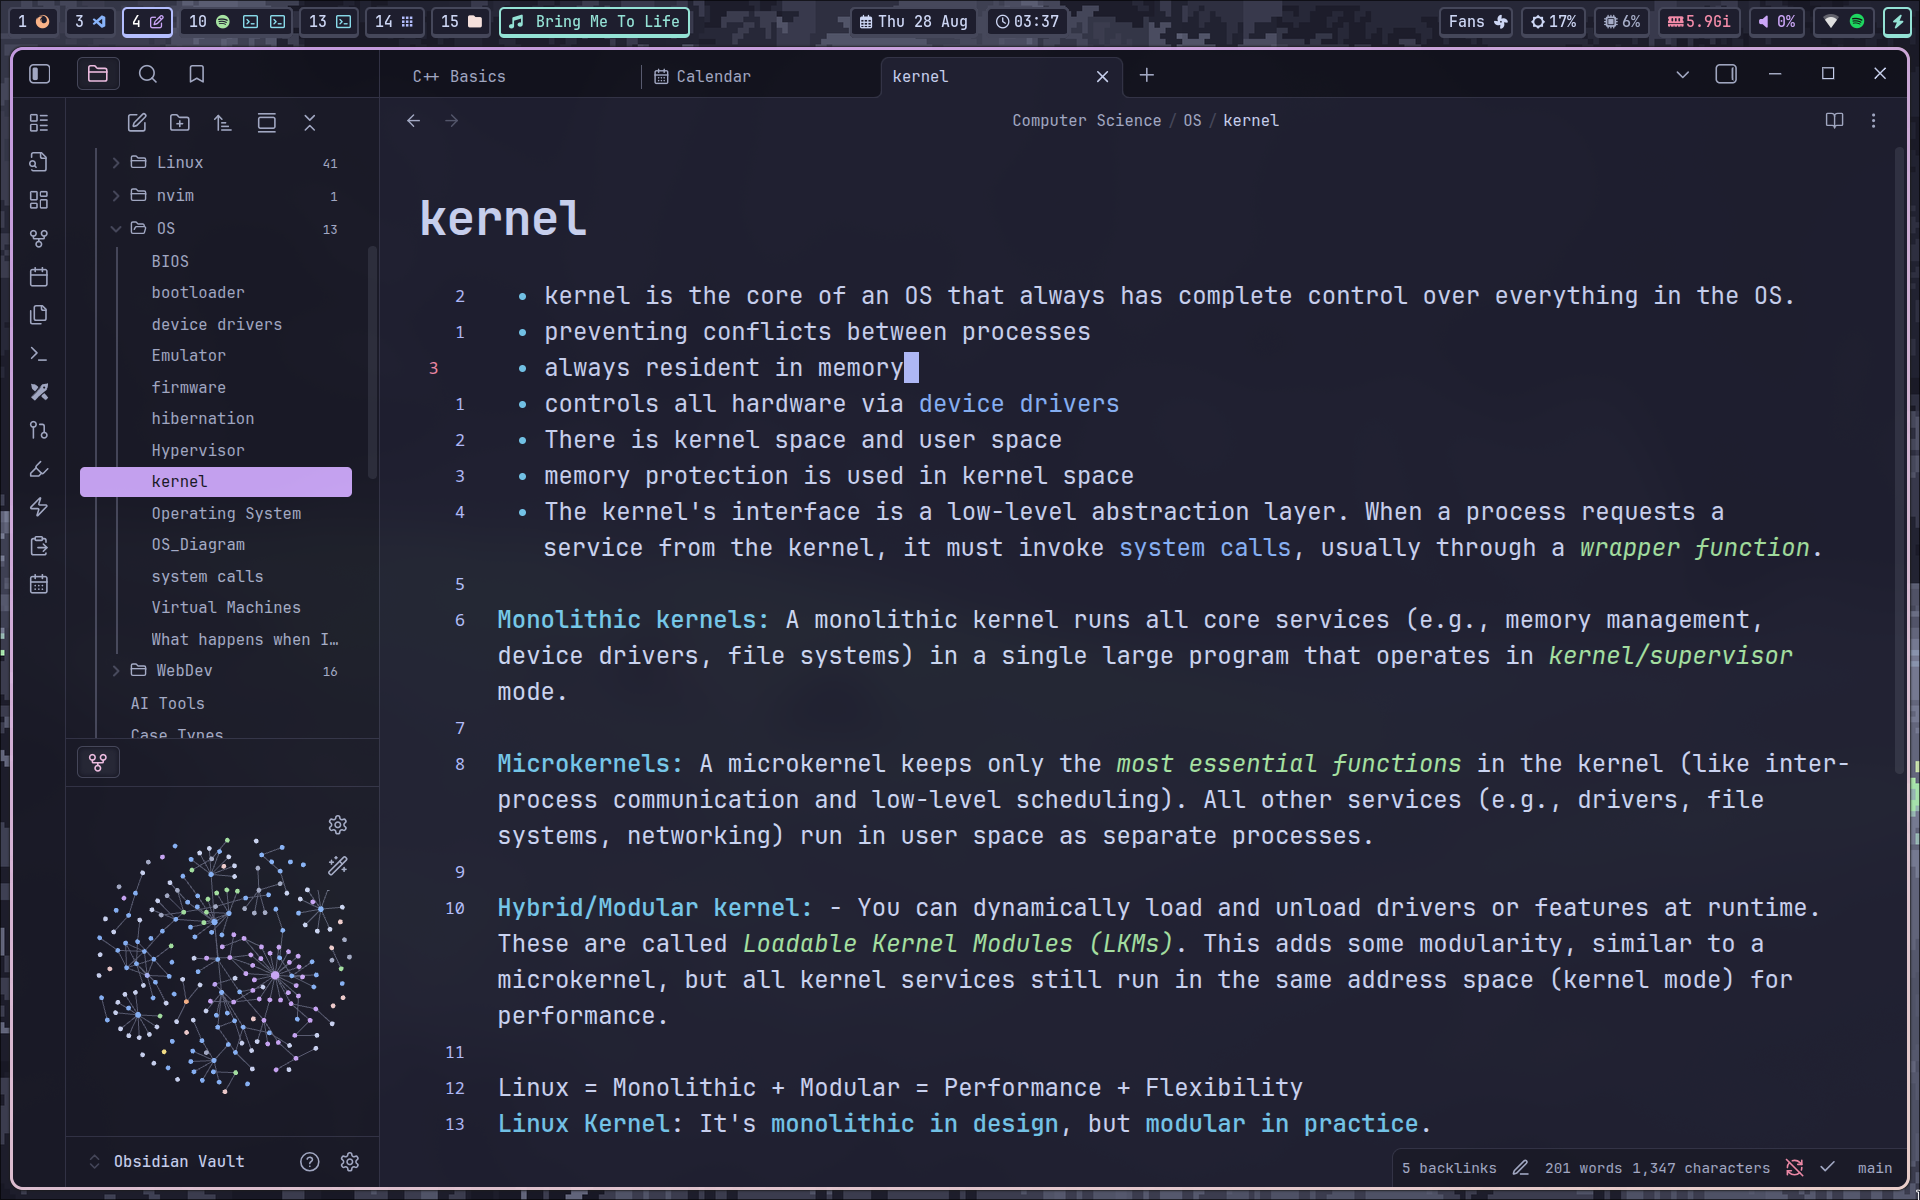 1 3 4 10 13 14 15 Bring Me To Life Thu 28 Aug 03:37 Fans 17% 6% 5.9Gi 0%
C++ Basics Calendar kernel
Computer Science / OS / kernel
Linux 41
nvim 1
OS 13
BIOS
bootloader
device drivers
Emulator
firmware
hibernation
Hypervisor
kernel
Operating System
OS_Diagram
system calls
Virtual Machines
What happens when I…
WebDev 16
AI Tools
Case Types
Obsidian Vault
kernel
2 • kernel is the core of an OS that always has complete control over everything in the OS.
1 • preventing conflicts between processes
3 • always resident in memory
1 • controls all hardware via device drivers
2 • There is kernel space and user space
3 • memory protection is used in kernel space
4 • The kernel's interface is a low-level abstraction layer. When a process requests a
service from the kernel, it must invoke system calls, usually through a wrapper function.
5
6 Monolithic kernels: A monolithic kernel runs all core services (e.g., memory management,
device drivers, file systems) in a single large program that operates in kernel/supervisor
mode.
7
8 Microkernels: A microkernel keeps only the most essential functions in the kernel (like inter-
process communication and low-level scheduling). All other services (e.g., drivers, file
systems, networking) run in user space as separate processes.
9
10 Hybrid/Modular kernel: - You can dynamically load and unload drivers or features at runtime.
These are called Loadable Kernel Modules (LKMs). This adds some modularity, similar to a
microkernel, but all kernel services still run in the same address space (kernel mode) for
performance.
11
12 Linux = Monolithic + Modular = Performance + Flexibility
13 Linux Kernel: It's monolithic in design, but modular in practice.
5 backlinks 201 words 1,347 characters main